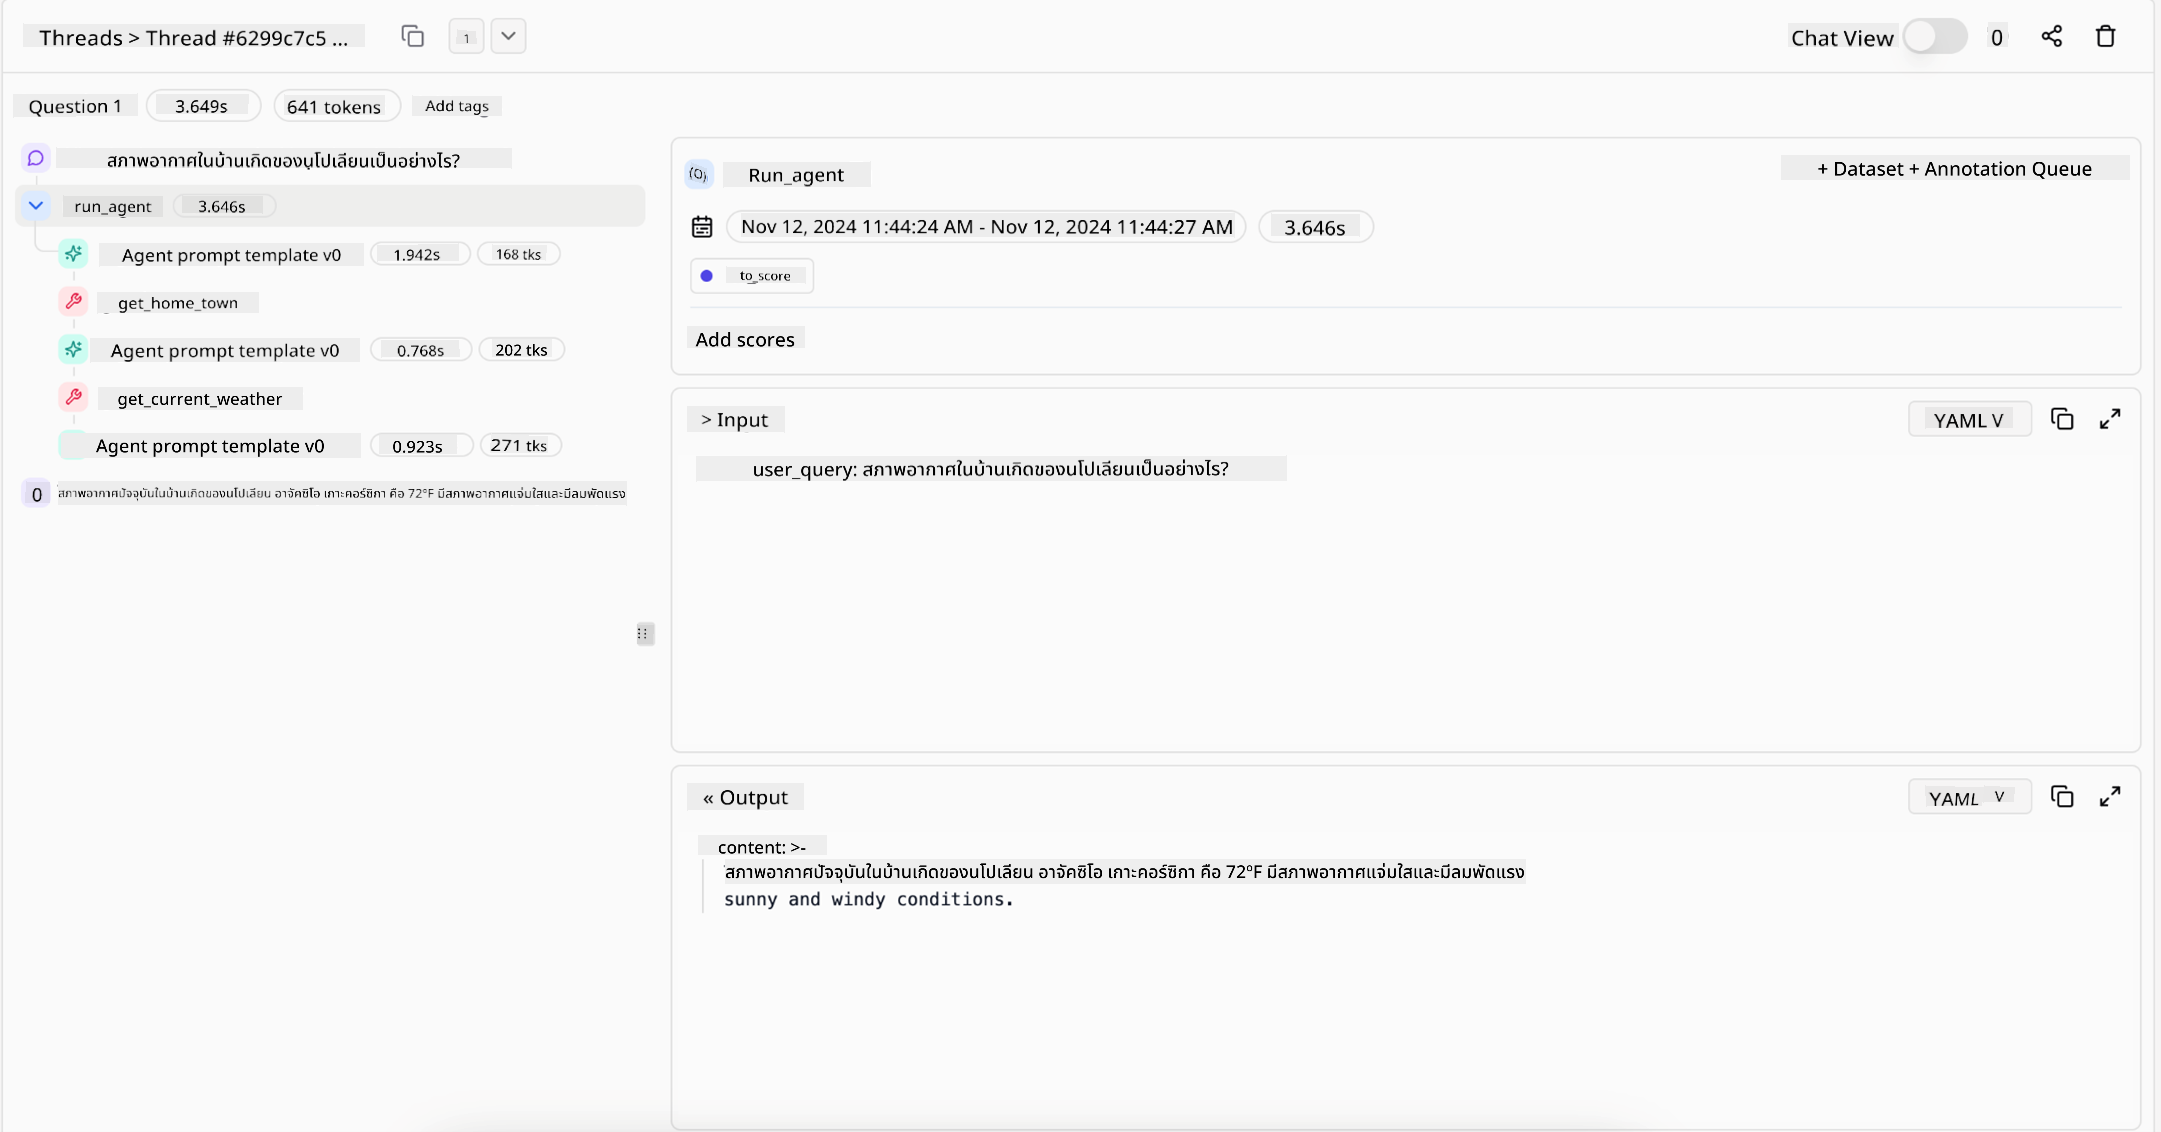 Threads > Thread #6299c7c5 ...
1
Chat View
0
Question 1
3.649s
641 tokens
Add tags
สภาพอากาศในบ้านเกิดของนโปเลียนเป็นอย่างไร?
run_agent
3.646s
Agent prompt template v0
1.942s
168 tks
get_home_town
Agent prompt template v0
0.768s
202 tks
get_current_weather
Agent prompt template v0
0.923s
271 tks
0
สภาพอากาศปัจจุบันในบ้านเกิดของนโปเลียน อาจัคซิโอ เกาะคอร์ซิกา คือ 72°F มีสภาพอากาศแจ่มใสและมีลมพัดแรง
Run_agent
+ Dataset + Annotation Queue
Nov 12, 2024 11:44:24 AM - Nov 12, 2024 11:44:27 AM
3.646s
to_score
Add scores
> Input
YAML V
user_query: สภาพอากาศในบ้านเกิดของนโปเลียนเป็นอย่างไร?
« Output
YAML V
content: >-
สภาพอากาศปัจจุบันในบ้านเกิดของนโปเลียน อาจัคซิโอ เกาะคอร์ซิกา คือ 72°F มีสภาพอากาศแจ่มใสและมีลมพัดแรง
sunny and windy conditions.